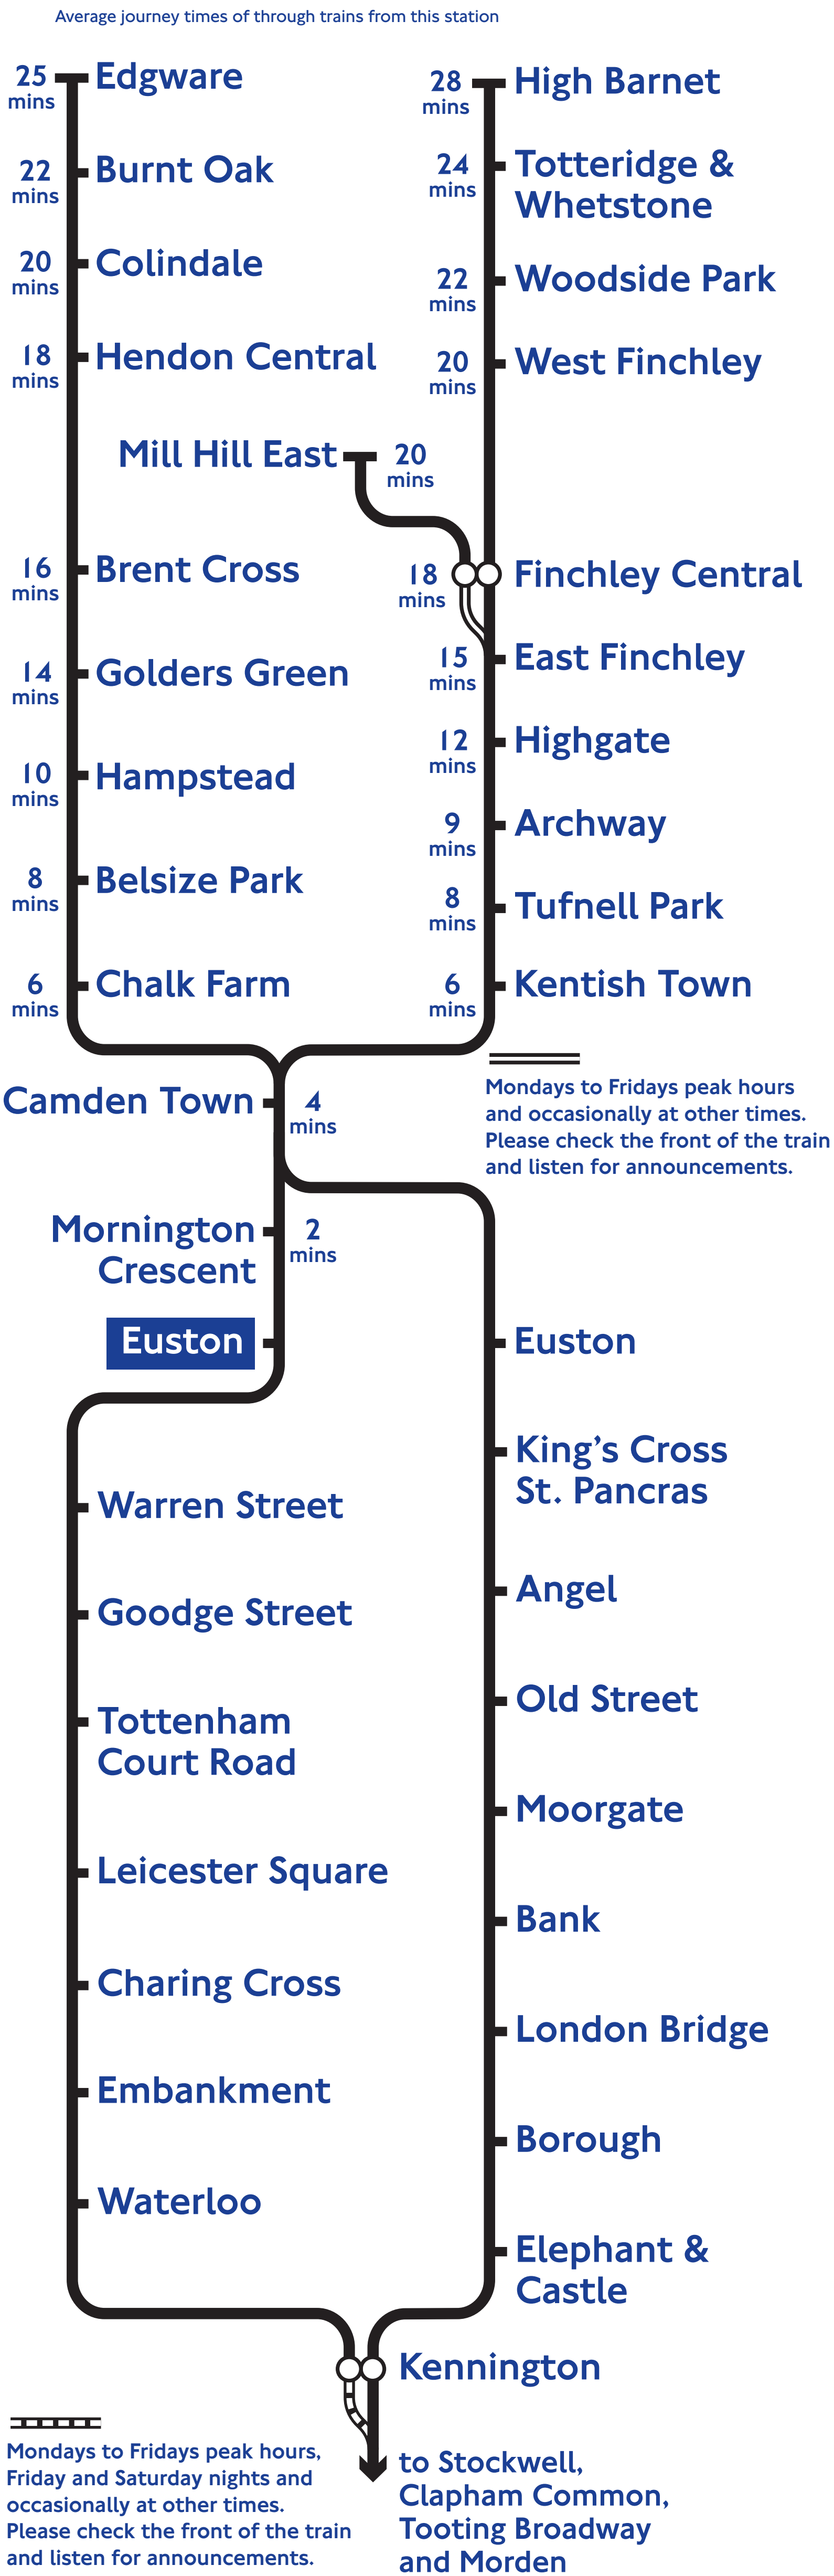 Average journey times of through trains from this station
25
mins
Edgware
22
mins
Burnt Oak
20
mins
Colindale
18
mins
Hendon Central
28
mins
High Barnet
24
mins
Totteridge &
Whetstone
22
mins
Woodside Park
20
mins
West Finchley
Mill Hill East
20
mins
16
mins
Brent Cross
14
mins
Golders Green
10
mins
Hampstead
8
mins
Belsize Park
6
mins
Chalk Farm
18
mins
Finchley Central
15
mins
East Finchley
12
mins
Highgate
9
mins
Archway
8
mins
Tufnell Park
6
mins
Kentish Town
Camden Town
4
mins
Mondays to Fridays peak hours
and occasionally at other times.
Please check the front of the train
and listen for announcements.
Mornington
Crescent
2
mins
Euston
Warren Street
Goodge Street
Tottenham
Court Road
Leicester Square
Charing Cross
Embankment
Waterloo
Euston
King's Cross
St. Pancras
Angel
Old Street
Moorgate
Bank
London Bridge
Borough
Elephant &
Castle
Kennington
Mondays to Fridays peak hours,
Friday and Saturday nights and
occasionally at other times.
Please check the front of the train
and listen for announcements.
to Stockwell,
Clapham Common,
Tooting Broadway
and Morden